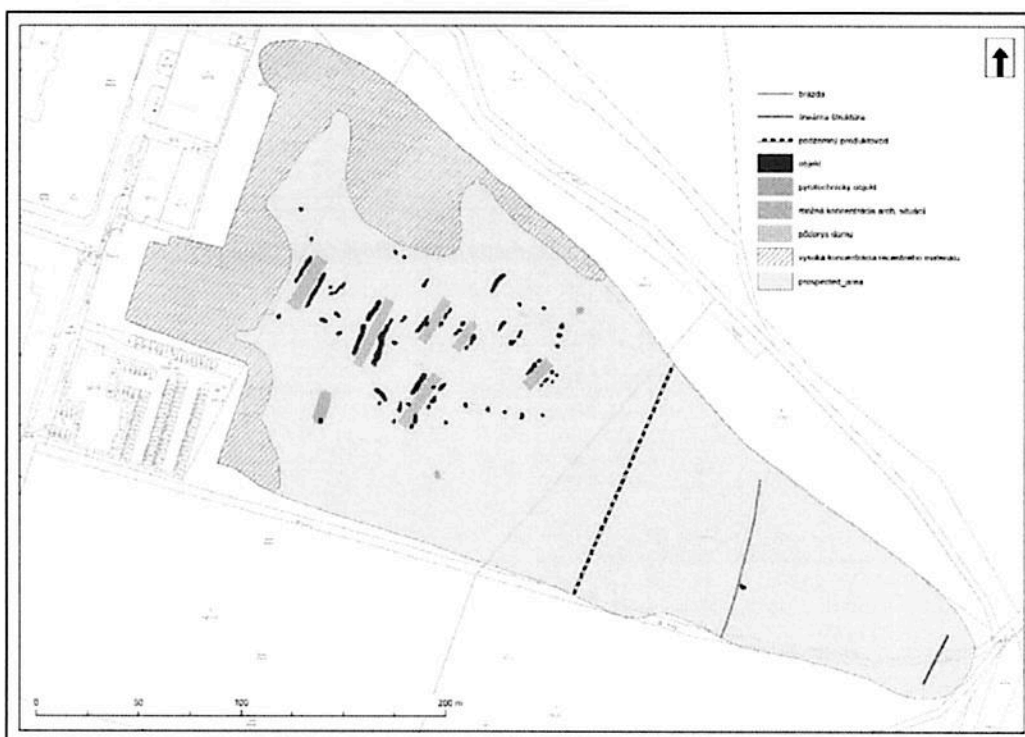 brázda
lineárna štruktúra
podzemný produktovod
objekt
pyrotechnický objekt
možná koncentrácia arch. situácií
pôdorys domu
vysoká koncentrácia recentného materiálu
prospected_area
0 50 100 200 m